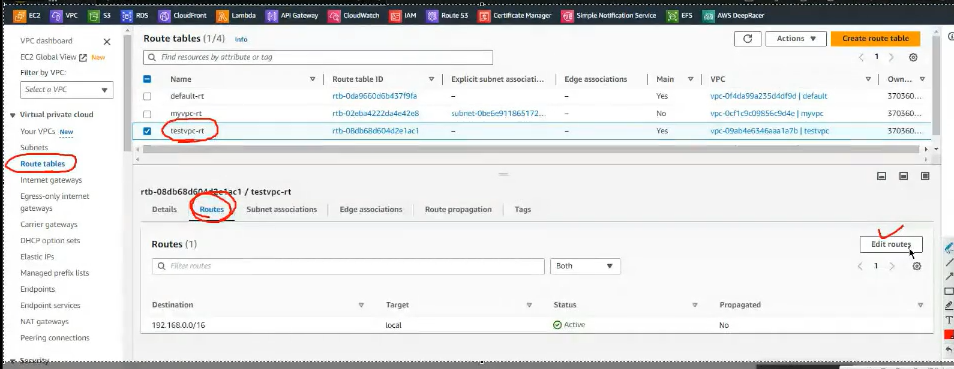 EC2 VPC S3 RDS CloudFront Lambda API Gateway CloudWatch IAM Route 53 Certificate Manager Simple Notification Service EFS AWS DeepRacer
VPC dashboard
EC2 Global View New
Filter by VPC:
Select a VPC
Virtual private cloud
Your VPCs New
Subnets
Route tables
Internet gateways
Egress-only internet
gateways
Carrier gateways
DHCP option sets
Elastic IPs
Managed prefix lists
Endpoints
Endpoint services
NAT gateways
Peering connections
Security
Route tables (1/4) Info
Actions
Create route table
Find resources by attribute or tag
1
Name Route table ID Explicit subnet associati... Edge associations Main VPC Own...
default-rt rtb-0da9660d6b437f9fa – – Yes vpc-0f4da99a235d4df9d | default 370360...
myvpc-rt rtb-02eba4222da4e42e8 subnet-0be6e911865172... – No vpc-0cf1c9c09856c9d4e | myvpc 370360...
testvpc-rt rtb-08db68d604d2e1ac1 – – Yes vpc-09ab4e6346aaa1a7b | testvpc 370360...
rtb-08db68d604d2e1ac1 / testvpc-rt
Details Routes Subnet associations Edge associations Route propagation Tags
Routes (1)
Edit routes
Filter routes
Both
1
Destination Target Status Propagated
192.168.0.0/16 local Active No
T